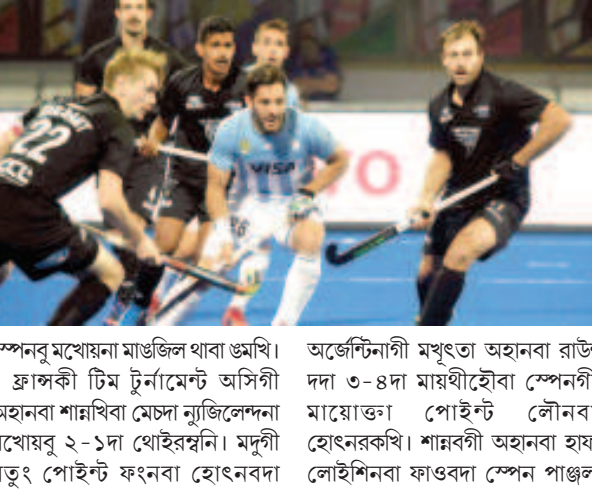 22
VISA
স্পেনবু মখোয়না মাঙজিল থাবা ঙমখি।
ফ্রান্সকী টিম টুর্নামেন্ট অসিগী
অহানবা শান্নখিবা মেচদা ন্যুজিলেন্দনা
মখোয়বু ২-১দা থোইরম্বনি। মদুগী
মতুং পোইন্ট ফংনবা হোৎনবদা
অর্জেন্টিনাগী মখৃৎতা অহানবা রাউন্দ
দদা ৩-৪দা মায়থীহৌবা স্পেনগী
মায়োক্তা পোইন্ট লৌনবা
হোৎনরকখি। শান্নবগী অহানবা হাফ
লোইশিনবা ফাওবদা স্পেন পাঞ্জল